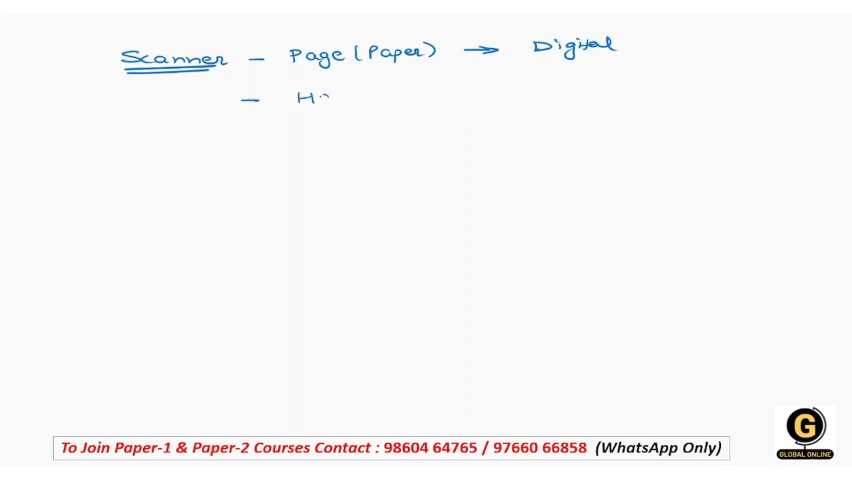 Scanner - Page (Paper) → Digital
- H
To Join Paper-1 & Paper-2 Courses Contact : 98604 64765 / 97660 66858 (WhatsApp Only)
G
GLOBAL ONLINE